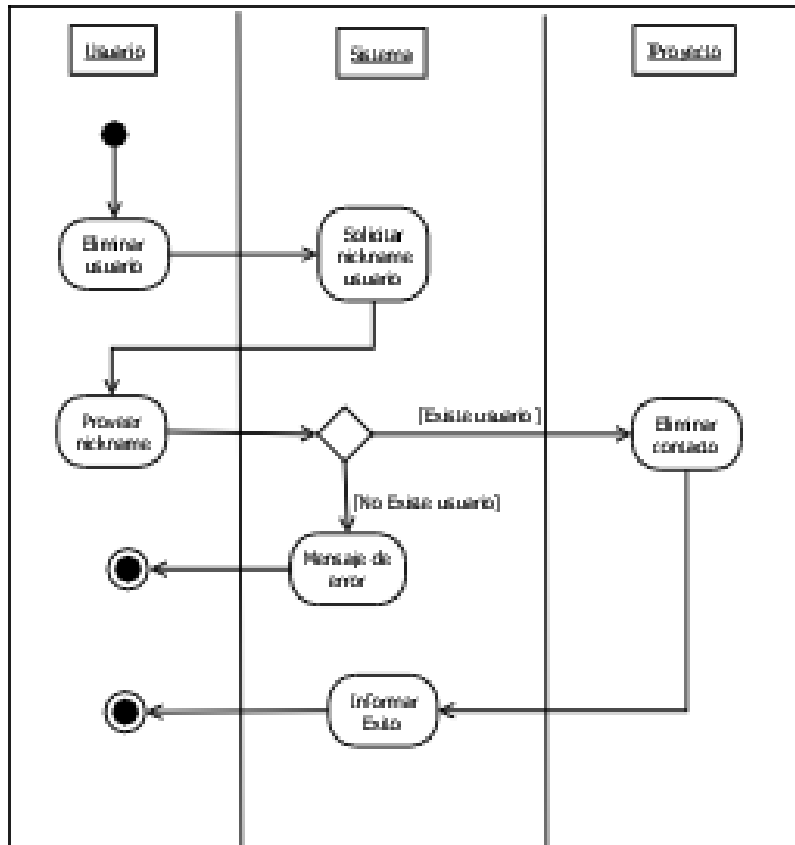 Usuario
Sistema
IProyecto
Eliminar
usuario
Solicitar
nickname
usuario
Proveer
nickname
[Existe usuario ]
Eliminar
contacto
[No Existe usuario]
Mensaje de
error
Informar
Exito